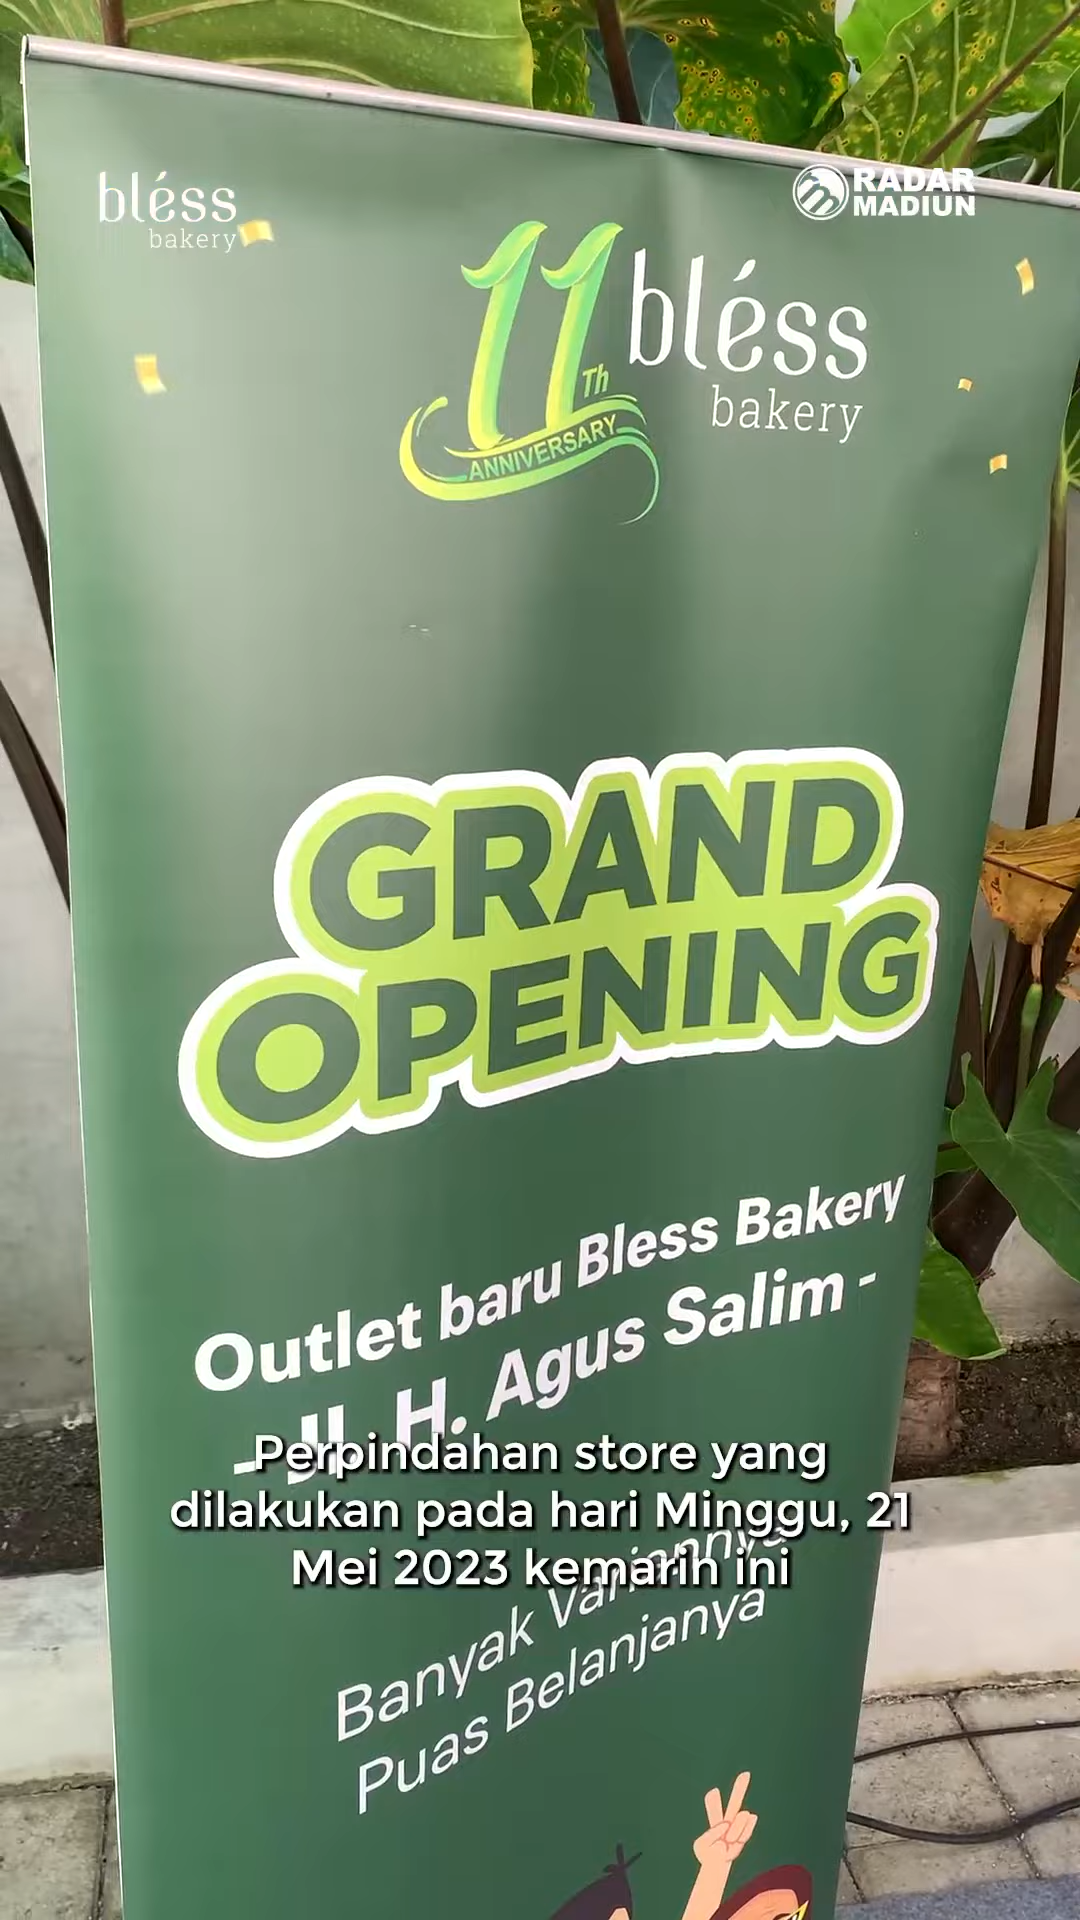 bléss
bakery
RADAR
MADIUN
11Th
ANNIVERSARY
bléss
bakery
GRAND
OPENING
Outlet baru Bless Bakery
- Jl. H. Agus Salim -
Perpindahan store yang
dilakukan pada hari Minggu, 21
Mei 2023 kemarin ini
Banyak Variannya
Puas Belanjanya